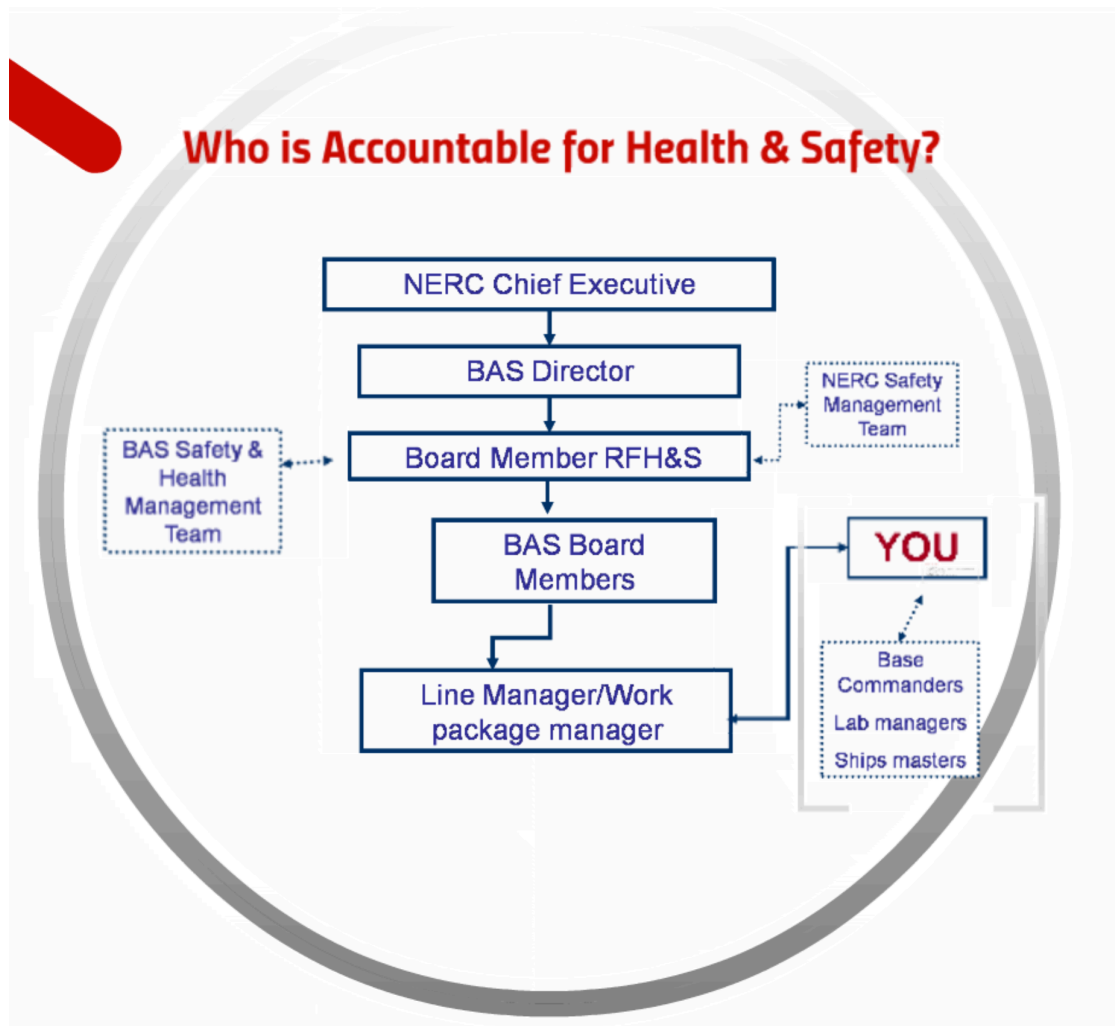 Who is Accountable for Health & Safety?
NERC Chief Executive
BAS Director
NERC Safety
Management
Team
Board Member RFH&S
BAS Safety &
Health
Management
Team
BAS Board
Members
YOU
Line Manager/Work
package manager
Base
Commanders
Lab managers
Ships masters